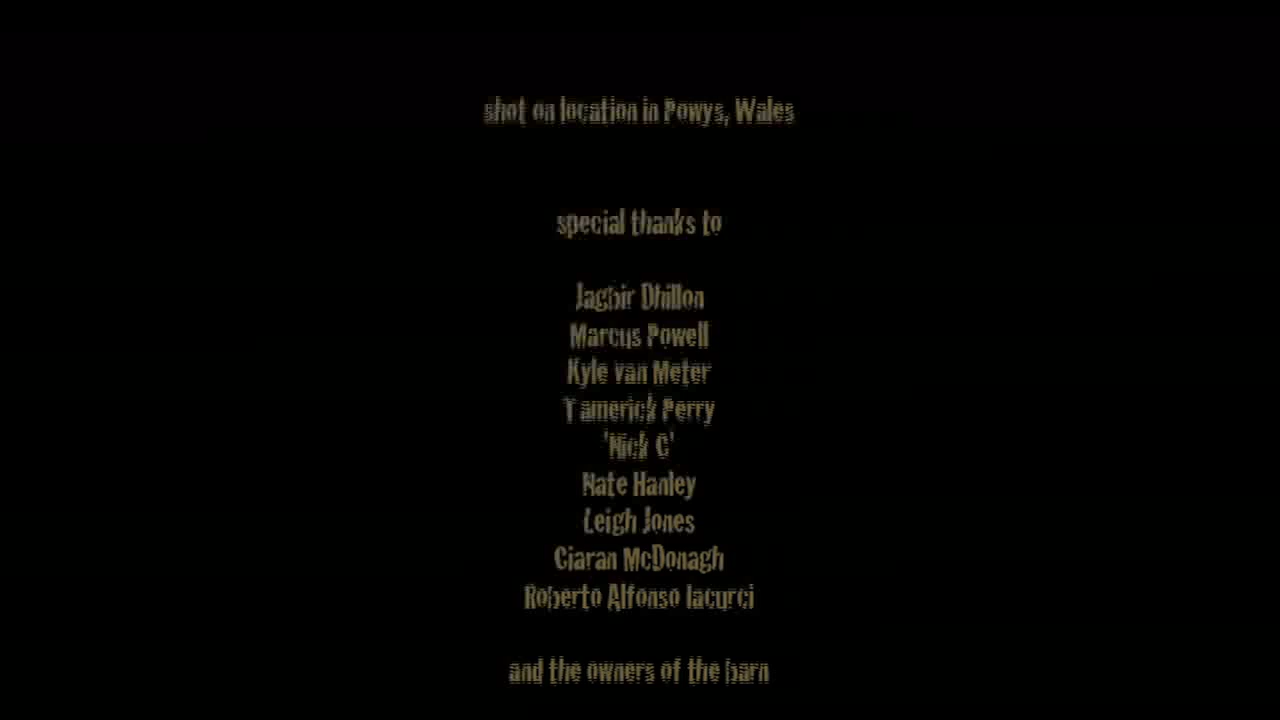 shot on location in Powys, Wales
special thanks to
Jagbir Dhillon
Marcus Powell
Kyle van Meter
Tamerick Perry
'Nick C'
Nate Hanley
Leigh Jones
Ciaran McDonagh
Roberto Alfonso Iacurci
and the owners of the barn